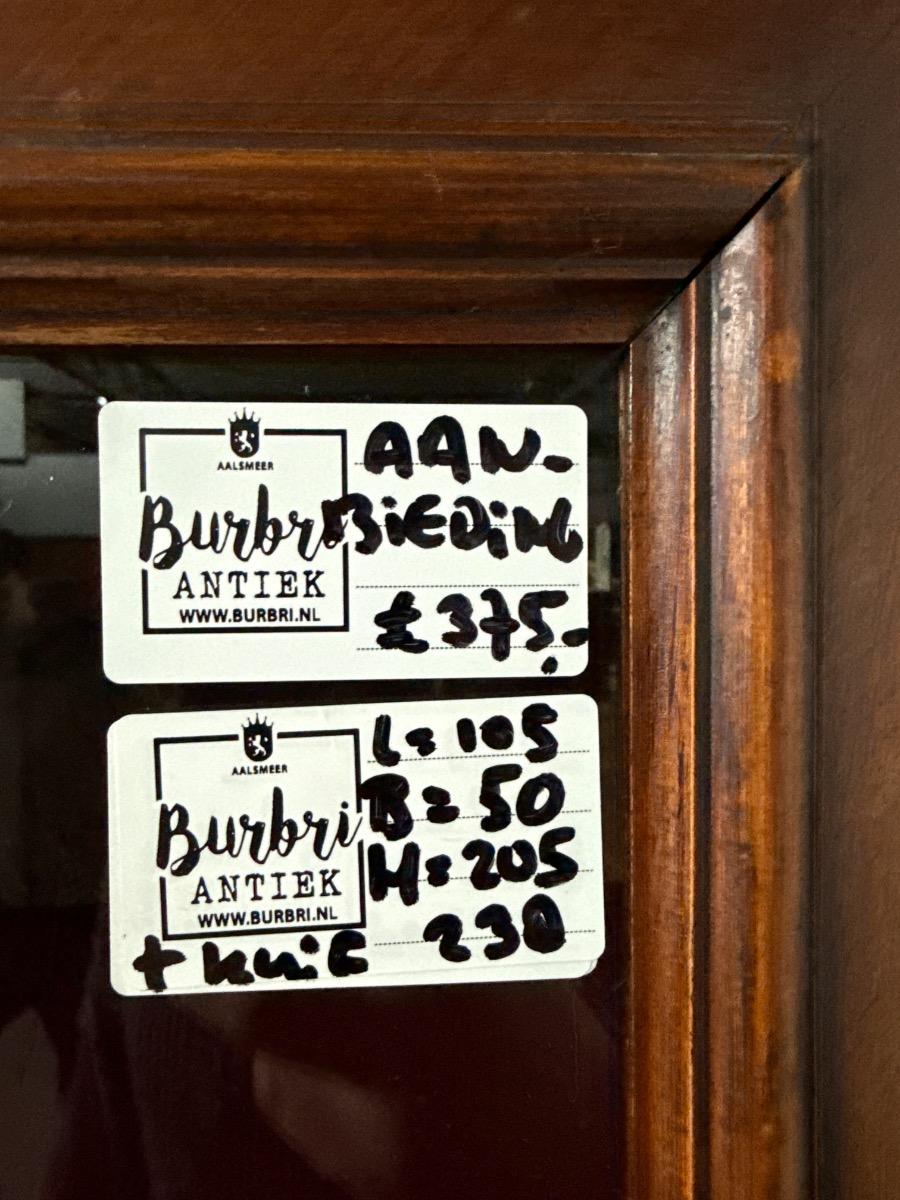 AALSMEER
Burbri
ANTIEK
WWW.BURBRI.NL
AAN-
BIEDING
€ 375,-
AALSMEER
Burbri
ANTIEK
WWW.BURBRI.NL
L = 105
B = 50
H = 205
+ kuif 230